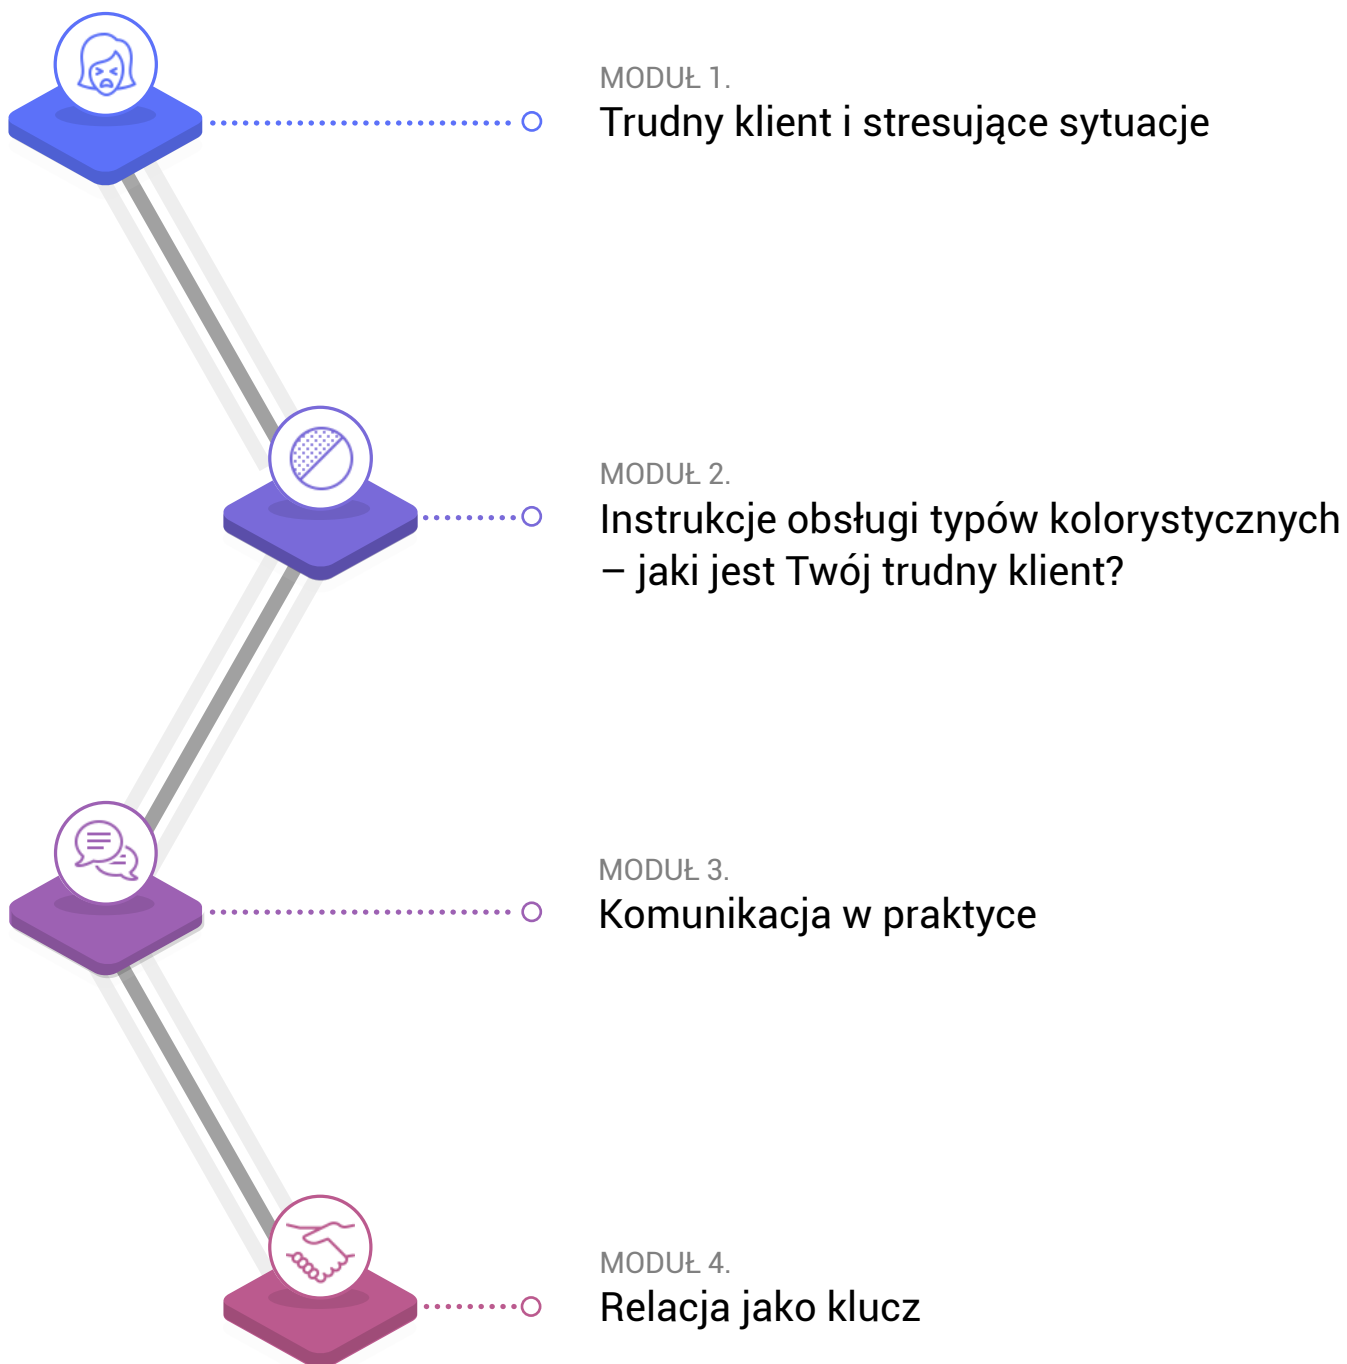 MODUŁ 1.
Trudny klient i stresujące sytuacje
MODUŁ 2.
Instrukcje obsługi typów kolorystycznych
– jaki jest Twój trudny klient?
MODUŁ 3.
Komunikacja w praktyce
MODUŁ 4.
Relacja jako klucz